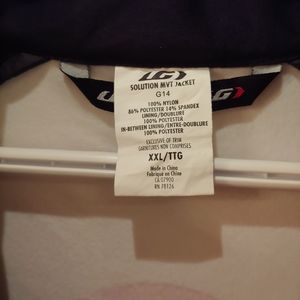 LG
SOLUTION MVT JACKET
G14
100% NYLON
86% POLYESTER 14% SPANDEX
LINING/DOUBLURE
100% POLYESTER
IN-BETWEEN LINING/ENTRE-DOUBLURE
100% POLYESTER
EXCLUSIVE OF TRIM
GARNITURES NON COMPRISES
XXL/TTG
Made in China
Fabriqué en Chine
CA 07900
RN 78126